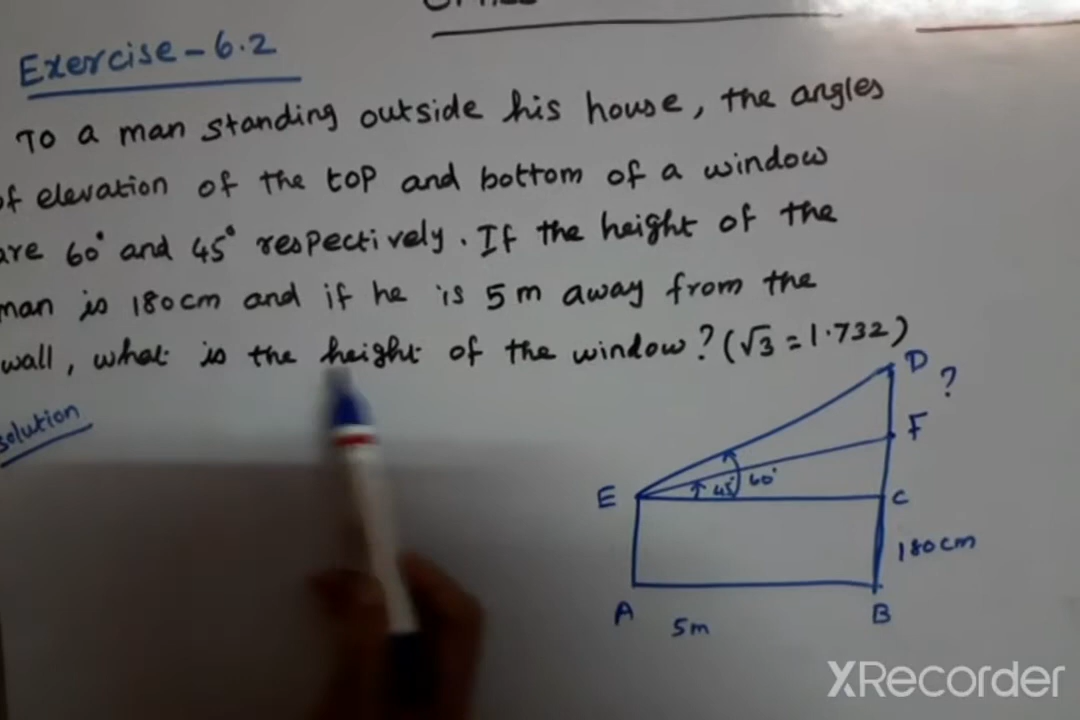 Exercise - 6.2
To a man standing outside his house, the angles
of elevation of the top and bottom of a window
are 60° and 45° respectively. If the height of the
man is 180cm and if he is 5m away from the
wall, what is the height of the window? (√3 = 1.732)
Solution
D
?
F
E
45°
60°
C
180cm
A
B
5m
XRecorder